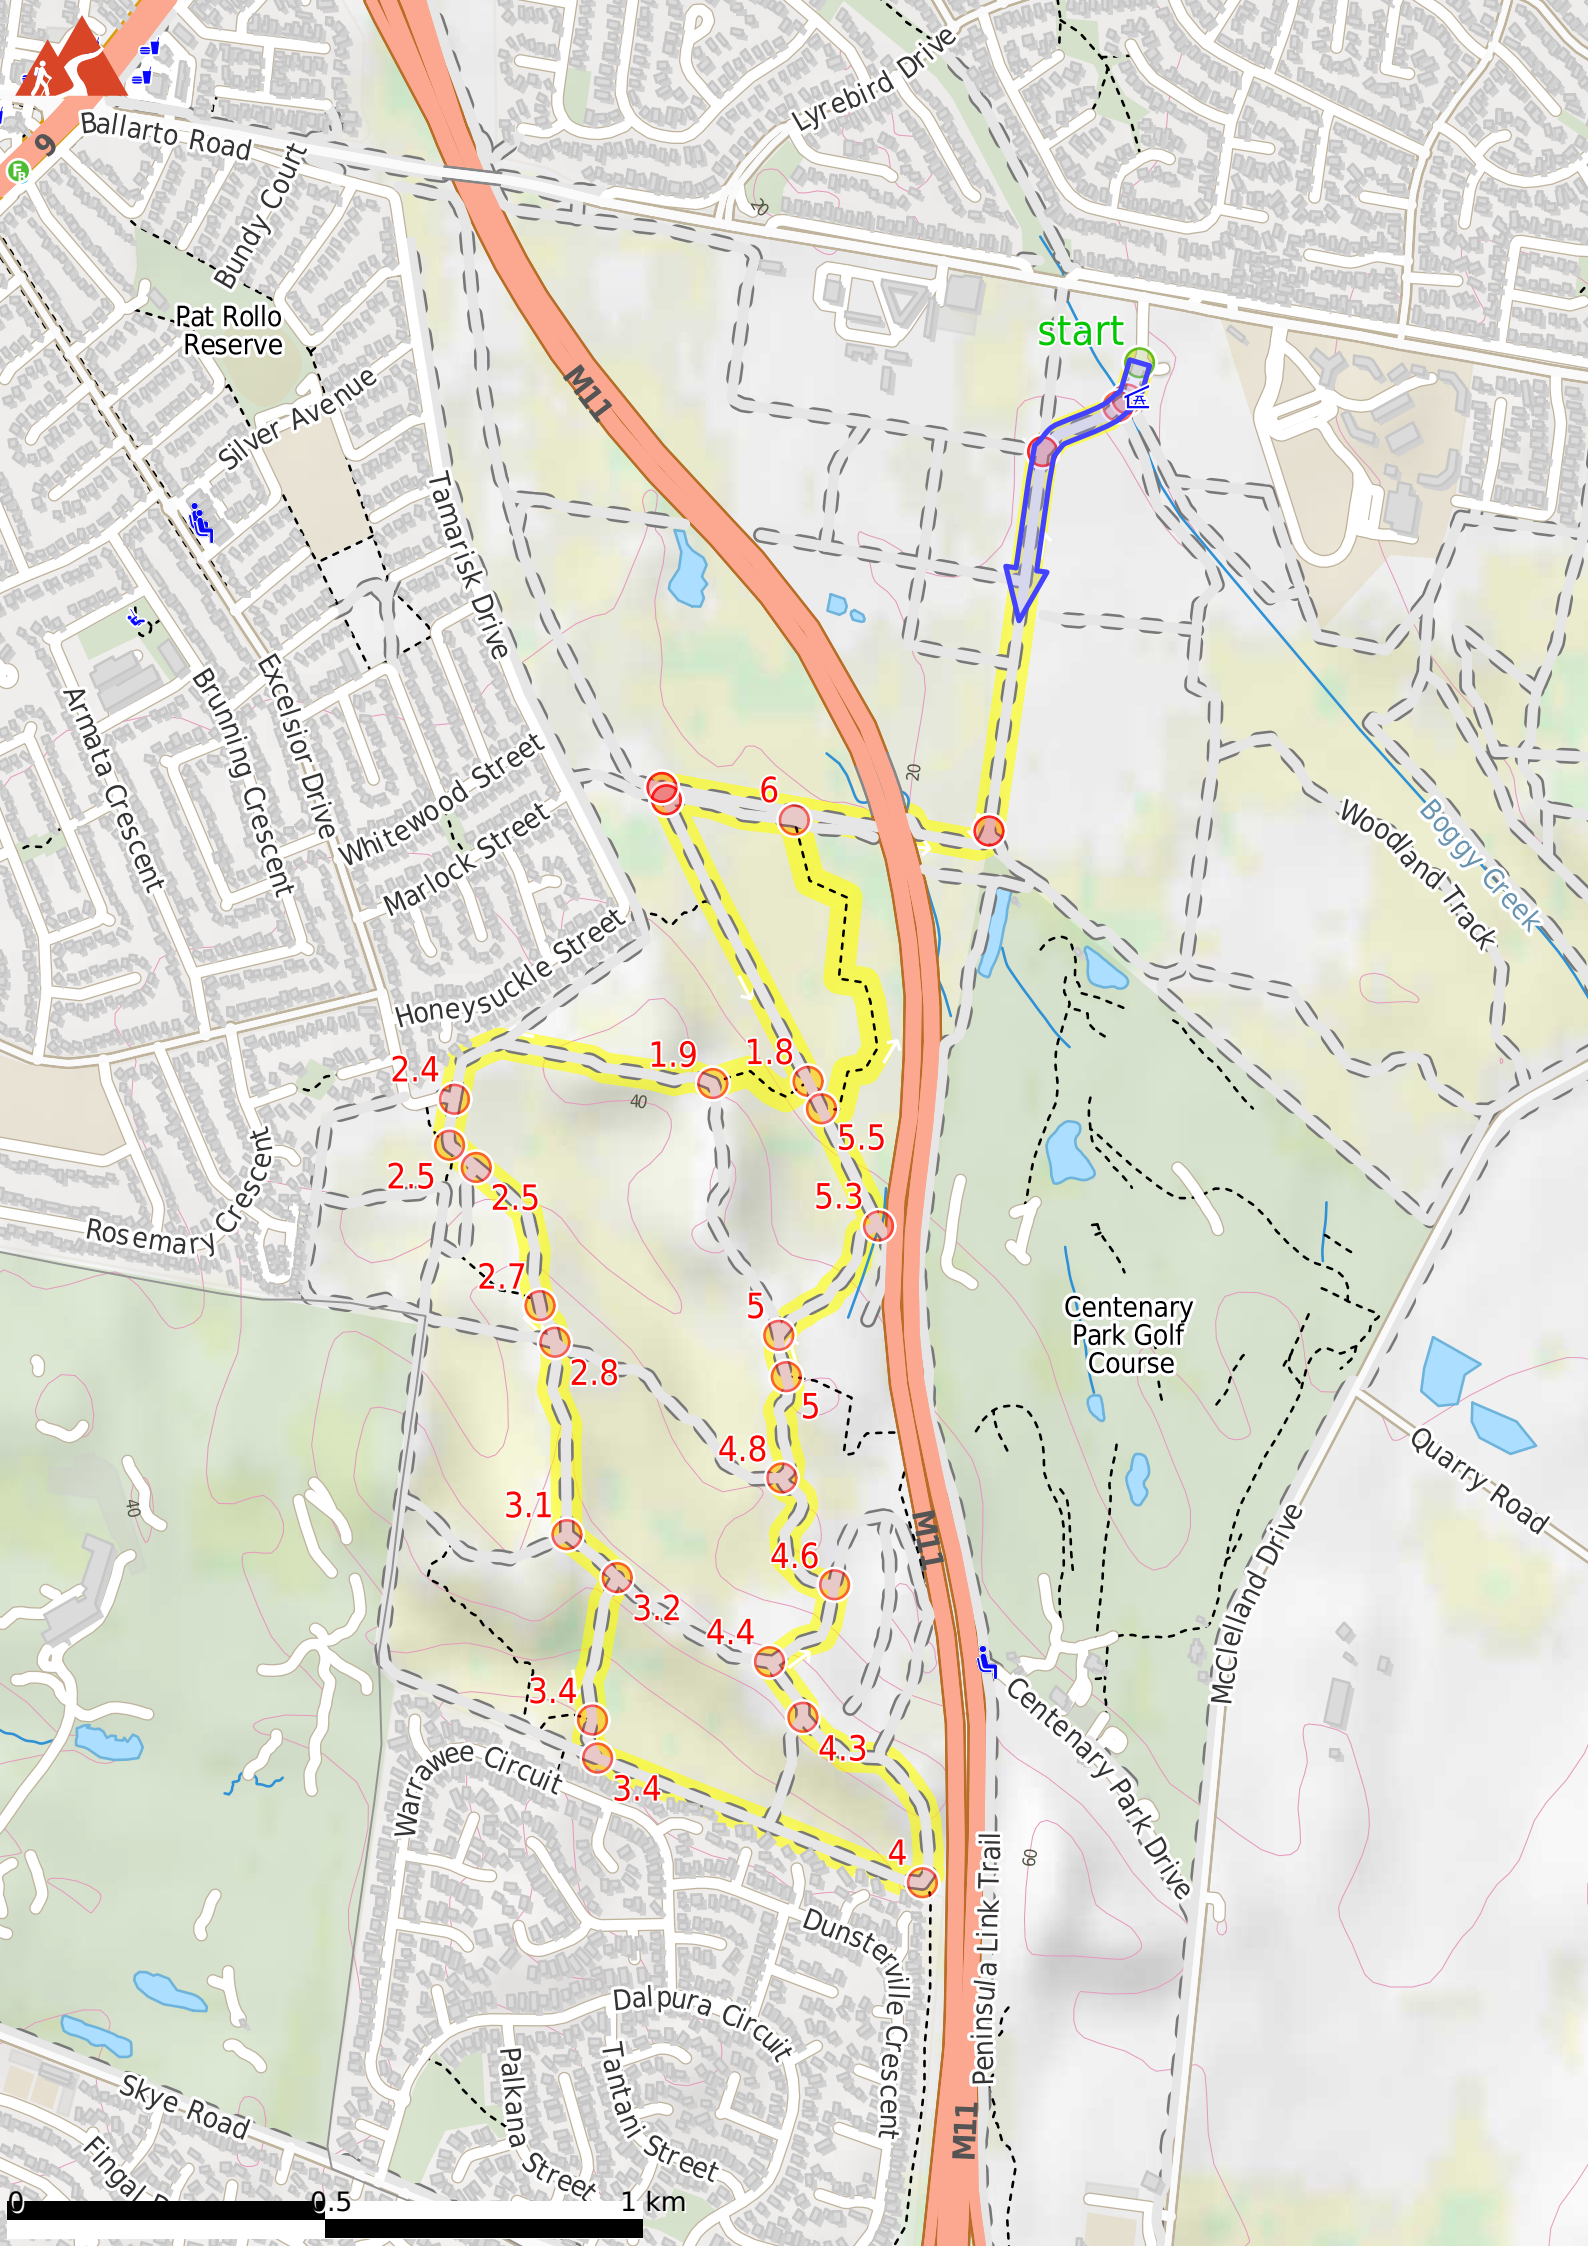 Lyrebird Drive
Ballarto Road
9
FB
Bundy Court
20
Pat Rollo
Reserve
start
M11
Silver Avenue
Tamarisk Drive
Armata Crescent
Brunning Crescent
Excelsior Drive
Whitewood Street
Marlock Street
6
20
Woodland Track
Boggy Creek
Honeysuckle Street
2.4
1.9
1.8
40
5.5
2.5
2.5
5.3
Rosemary Crescent
2.7
5
Centenary
Park Golf
Course
2.8
5
Quarry Road
4.8
40
3.1
M11
4.6
McClelland Drive
3.2
4.4
3.4
Centenary Park Drive
4.3
Warrawee Circuit
3.4
4
60
Peninsula Link Trail
Dunsterville Crescent
Dalpura Circuit
Palkana Street
Tantani Street
Skye Road
M11
Fingal
0 0.5 1 km